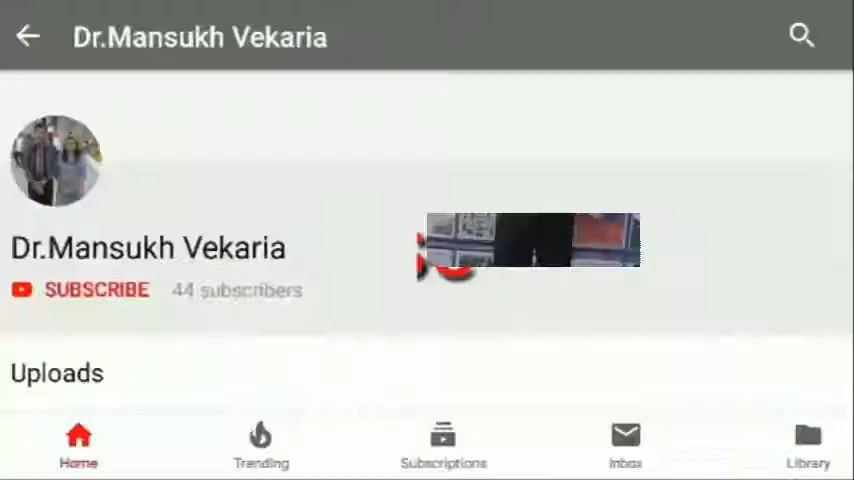 Dr.Mansukh Vekaria
Dr.Mansukh Vekaria
SUBSCRIBE 44 subscribers
Uploads
Home Trending Subscriptions Inbox Library